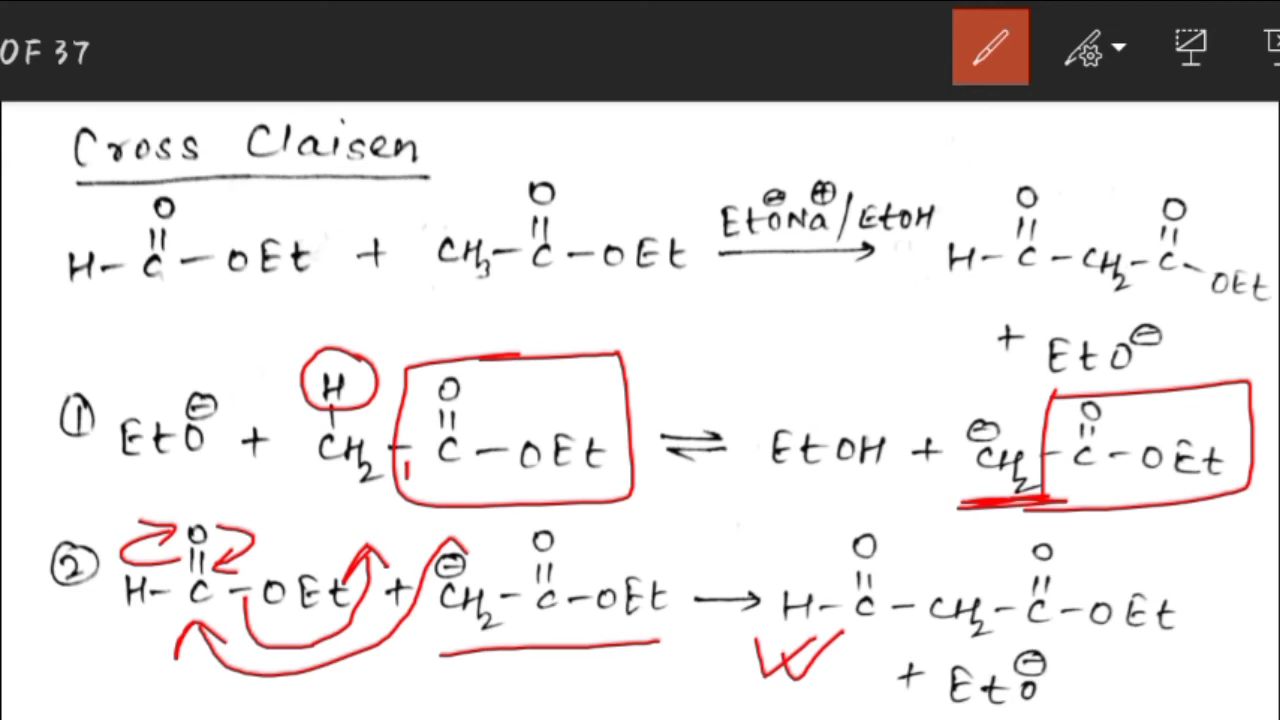 OF 37
Cross Claisen
H-C(=O)-OEt + CH₃-C(=O)-OEt EtO⊖Na⊕/EtOH → H-C(=O)-CH₂-C(=O)-OEt
+ EtO⊖
① EtO⊖ + H-CH₂-C(=O)-OEt ⇌ EtOH + ⊖CH₂-C(=O)-OEt
② H-C(=O)-OEt + ⊖CH₂-C(=O)-OEt → H-C(=O)-CH₂-C(=O)-OEt
+ EtO⊖